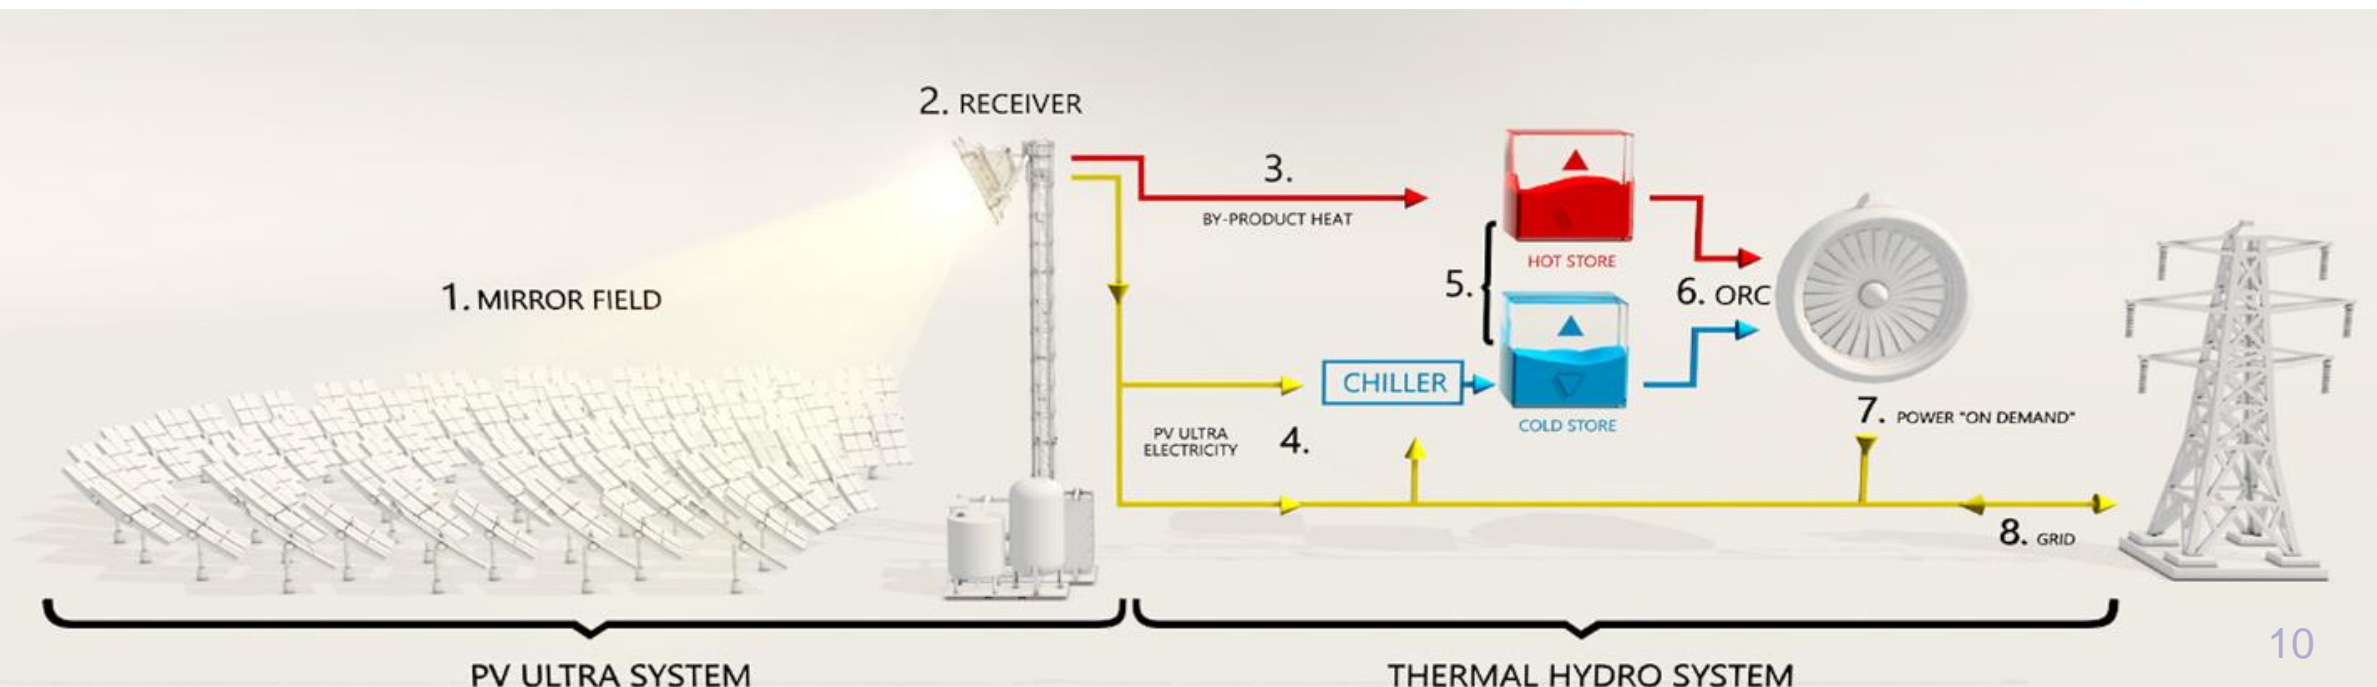 2. RECEIVER
1. MIRROR FIELD
3.
BY-PRODUCT HEAT
HOT STORE
5.
6. ORC
CHILLER
COLD STORE
PV ULTRA
ELECTRICITY
4.
7. POWER "ON DEMAND"
8. GRID
PV ULTRA SYSTEM
THERMAL HYDRO SYSTEM
10